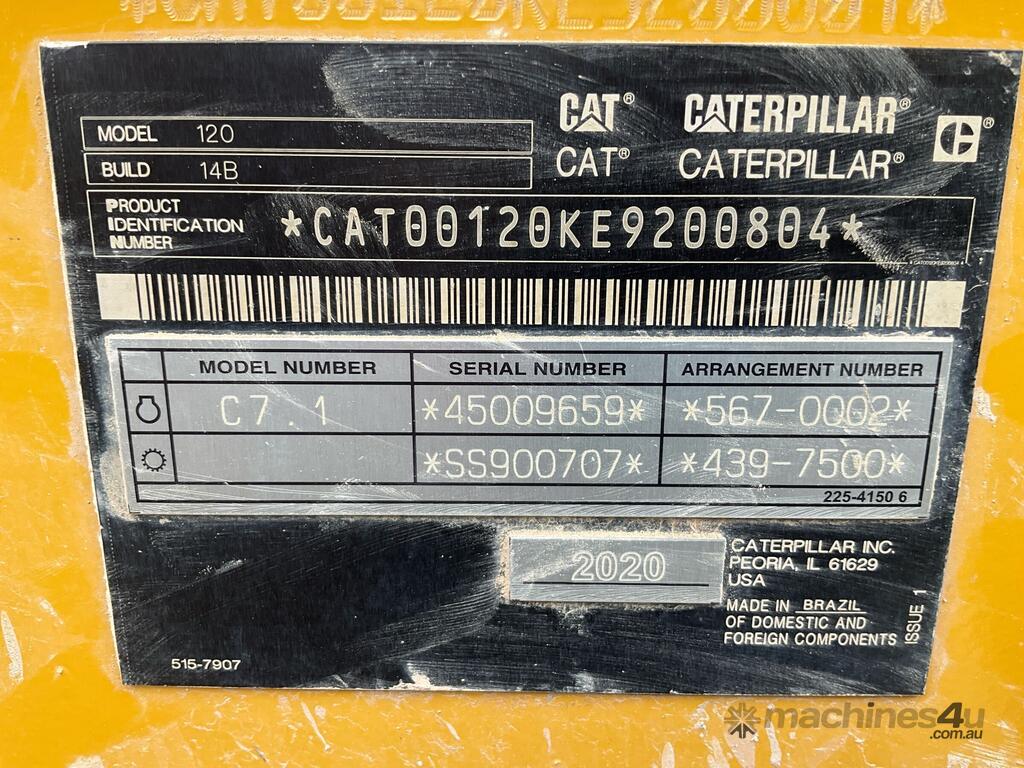 MODEL 120
BUILD 14B
CAT® CATERPILLAR®
CAT® CATERPILLAR®
PRODUCT
IDENTIFICATION
NUMBER
*CAT00120KE9200804*
MODEL NUMBER SERIAL NUMBER ARRANGEMENT NUMBER
C7.1 *45009659* *567-0002*
*SS900707* *439-7500*
225-4150 6
2020
CATERPILLAR INC.
PEORIA, IL 61629
USA
MADE IN BRAZIL
OF DOMESTIC AND
FOREIGN COMPONENTS
ISSUE 1
515-7907
machines4u
.com.au